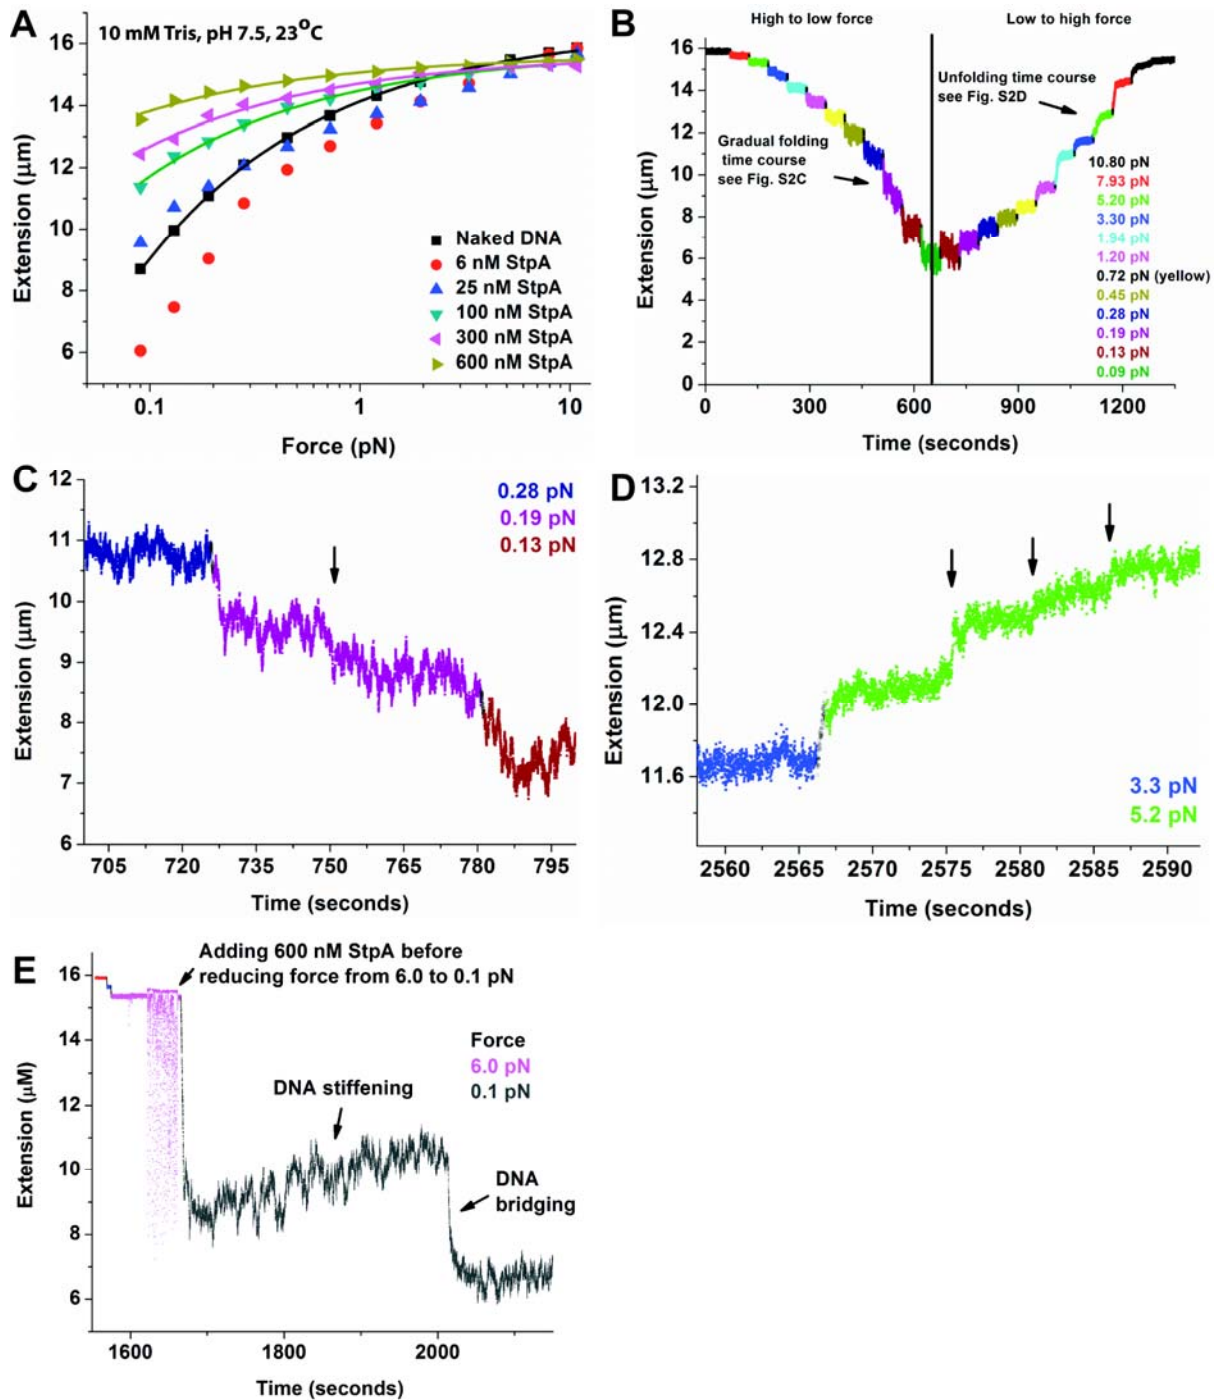 A
10 mM Tris, pH 7.5, 23°C
Extension (μm)
16
14
12
10
8
6
Naked DNA
6 nM StpA
25 nM StpA
100 nM StpA
300 nM StpA
600 nM StpA
0.1
1
10
Force (pN)
B
High to low force
Low to high force
Extension (μm)
16
14
12
10
8
6
4
2
0
Unfolding time course
see Fig. S2D
Gradual folding
time course
see Fig. S2C
10.80 pN
7.93 pN
5.20 pN
3.30 pN
1.94 pN
1.20 pN
0.72 pN (yellow)
0.45 pN
0.28 pN
0.19 pN
0.13 pN
0.09 pN
0
300
600
900
1200
Time (seconds)
C
Extension (μm)
12
11
10
9
8
7
6
0.28 pN
0.19 pN
0.13 pN
705
720
735
750
765
780
795
Time (seconds)
D
Extension (μm)
13.2
12.8
12.4
12.0
11.6
3.3 pN
5.2 pN
2560
2565
2570
2575
2580
2585
2590
Time (seconds)
E
Adding 600 nM StpA before
reducing force from 6.0 to 0.1 pN
Extension (μM)
16
14
12
10
8
6
Force
6.0 pN
0.1 pN
DNA stiffening
DNA
bridging
1600
1800
2000
Time (seconds)